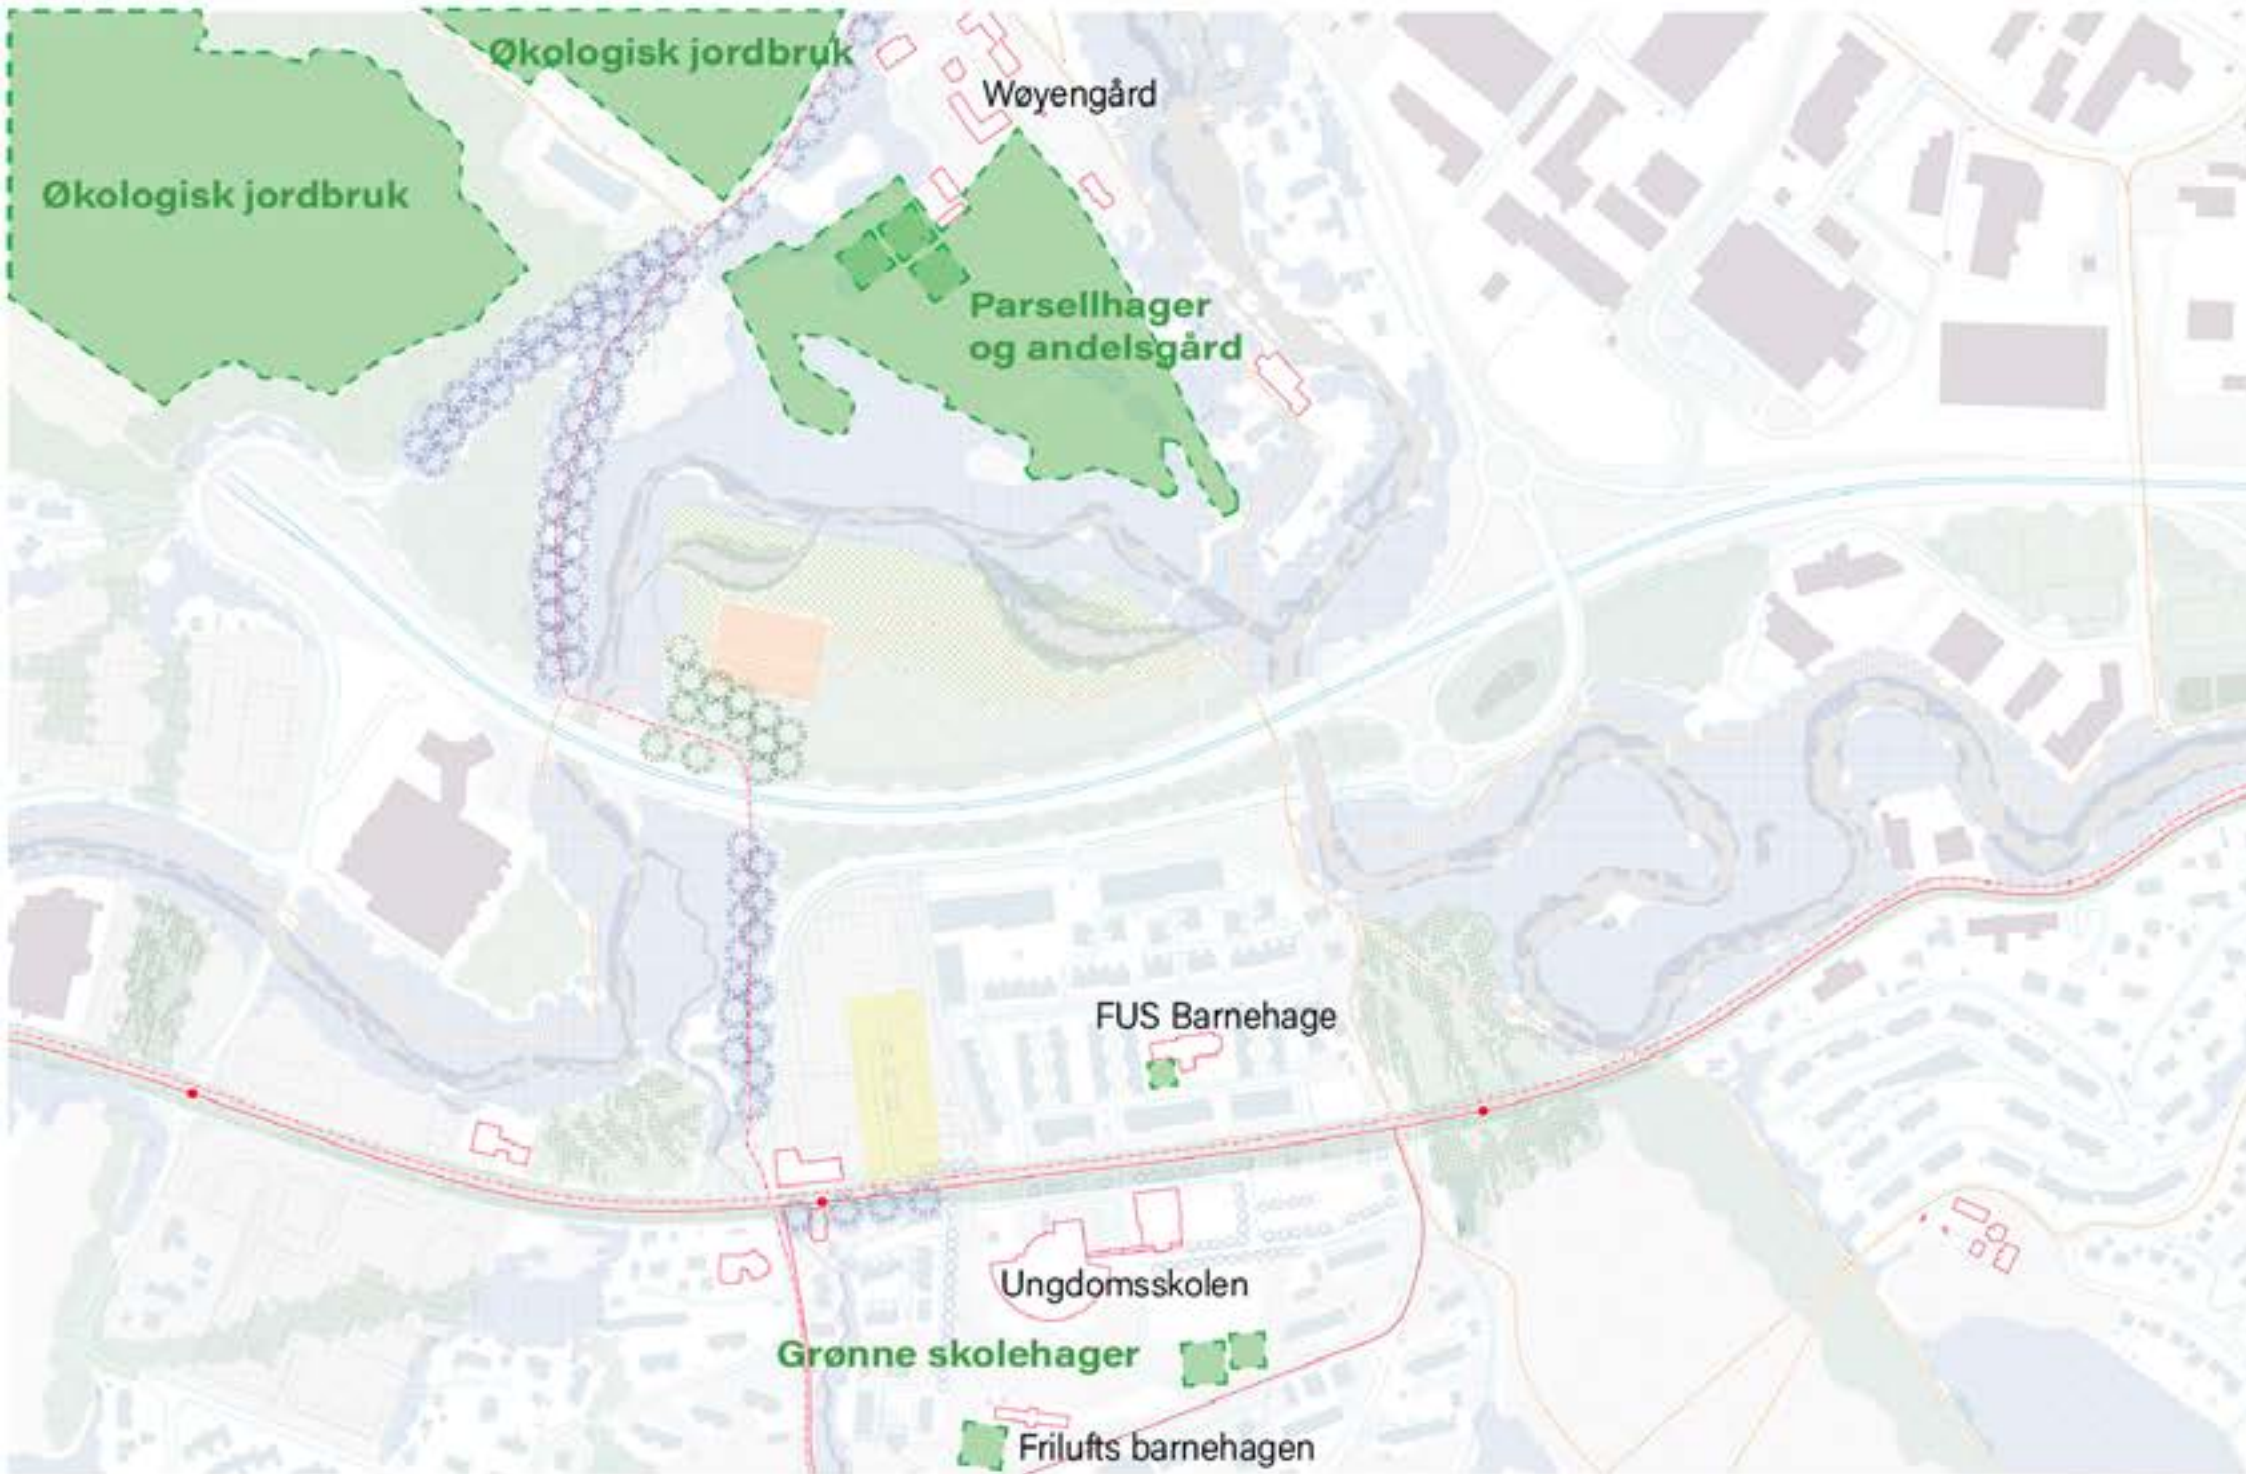 Økologisk jordbruk
Wøyengård
Økologisk jordbruk
Parsellhager
og andelsgård
FUS Barnehage
Ungdomsskolen
Grønne skolehager
Frilufts barnehagen